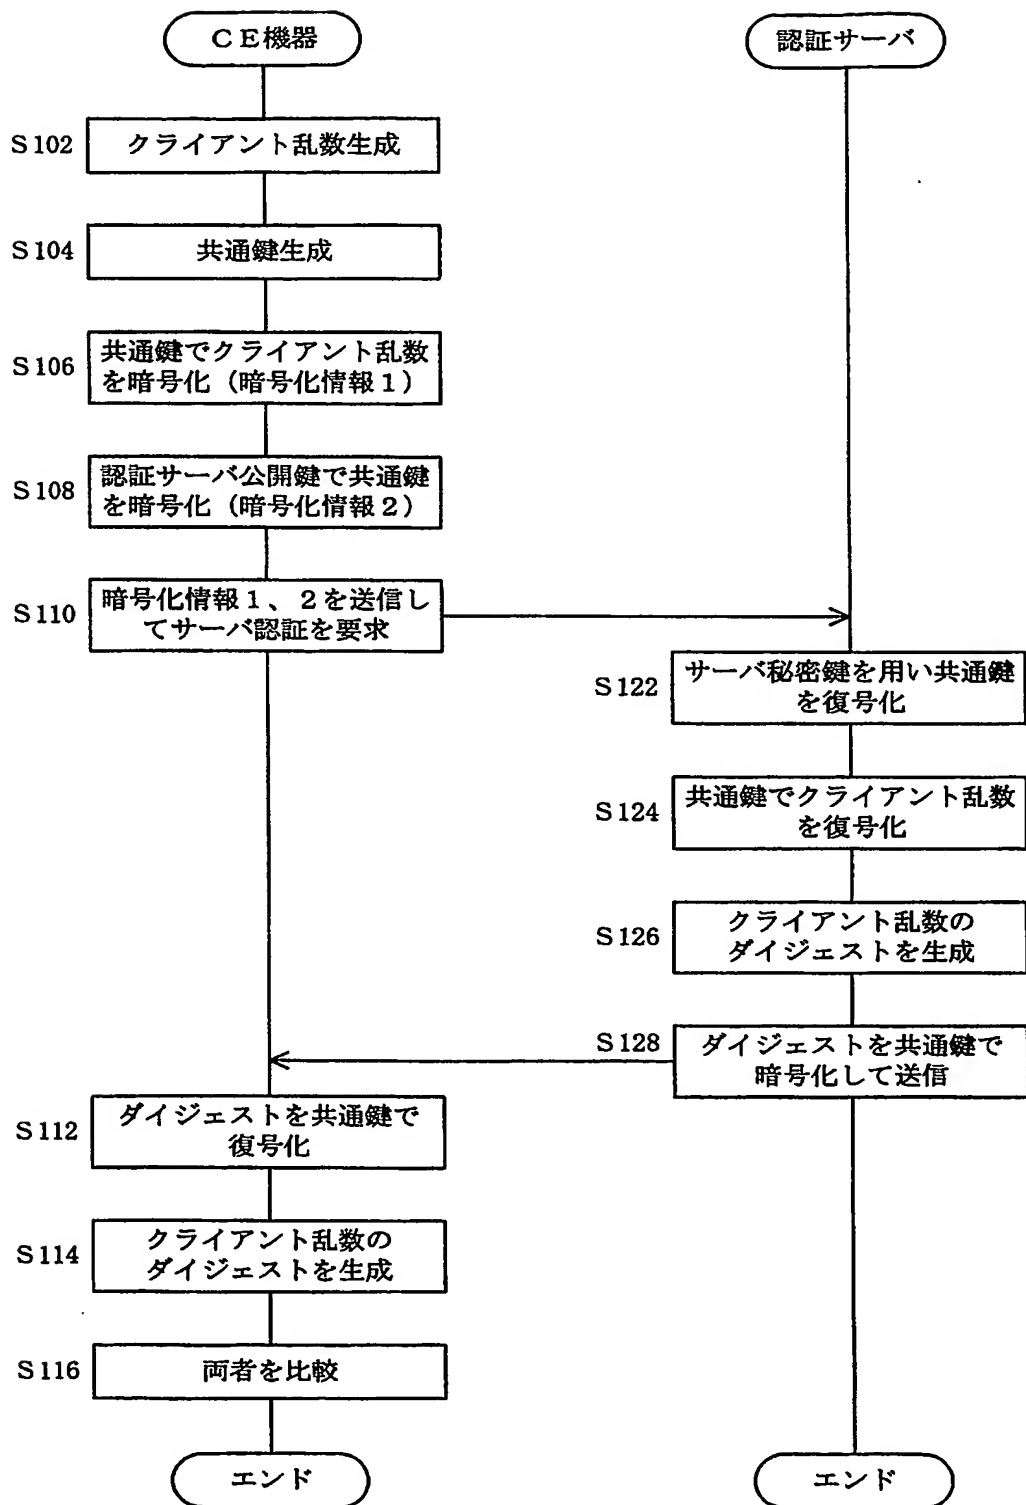 CE機器
認証サーバ
S102
クライアント乱数生成
S104
共通鍵生成
S106
共通鍵でクライアント乱数
を暗号化（暗号化情報1）
S108
認証サーバ公開鍵で共通鍵
を暗号化（暗号化情報2）
S110
暗号化情報1、2を送信し
てサーバ認証を要求
S122
サーバ秘密鍵を用い共通鍵
を復号化
S124
共通鍵でクライアント乱数
を復号化
S126
クライアント乱数の
ダイジェストを生成
S128
ダイジェストを共通鍵で
暗号化して送信
S112
ダイジェストを共通鍵で
復号化
S114
クライアント乱数の
ダイジェストを生成
S116
両者を比較
エンド
エンド